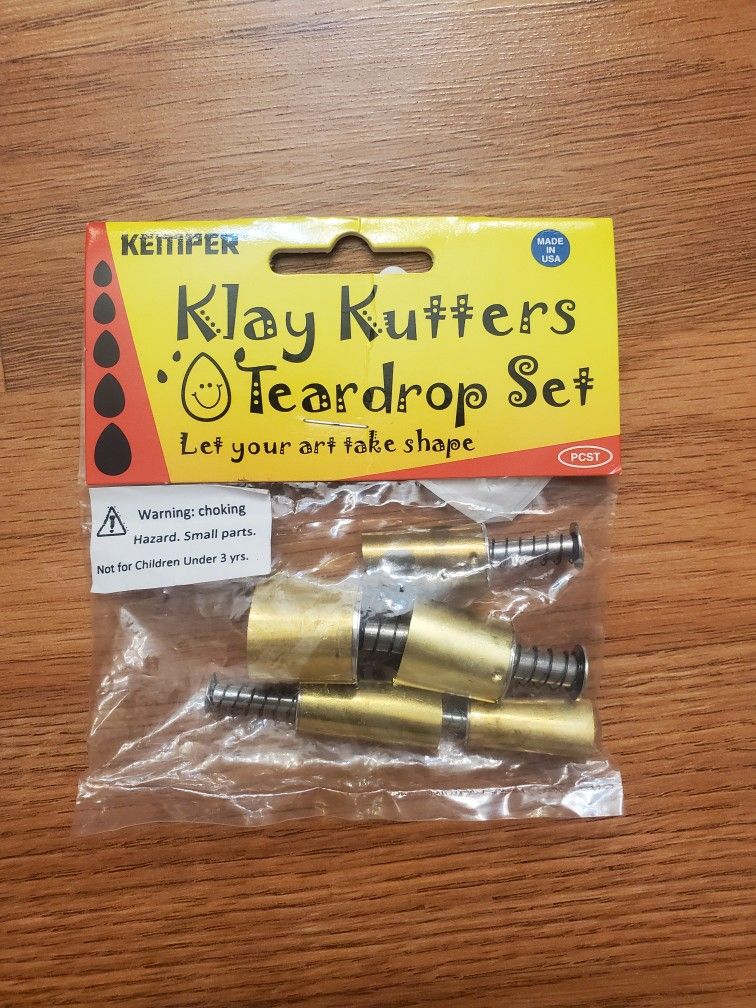 KEMPER
MADE
IN
USA
Klay Kutters
Teardrop Set
Let your art take shape
PCST
Warning: choking
Hazard. Small parts.
Not for Children Under 3 yrs.